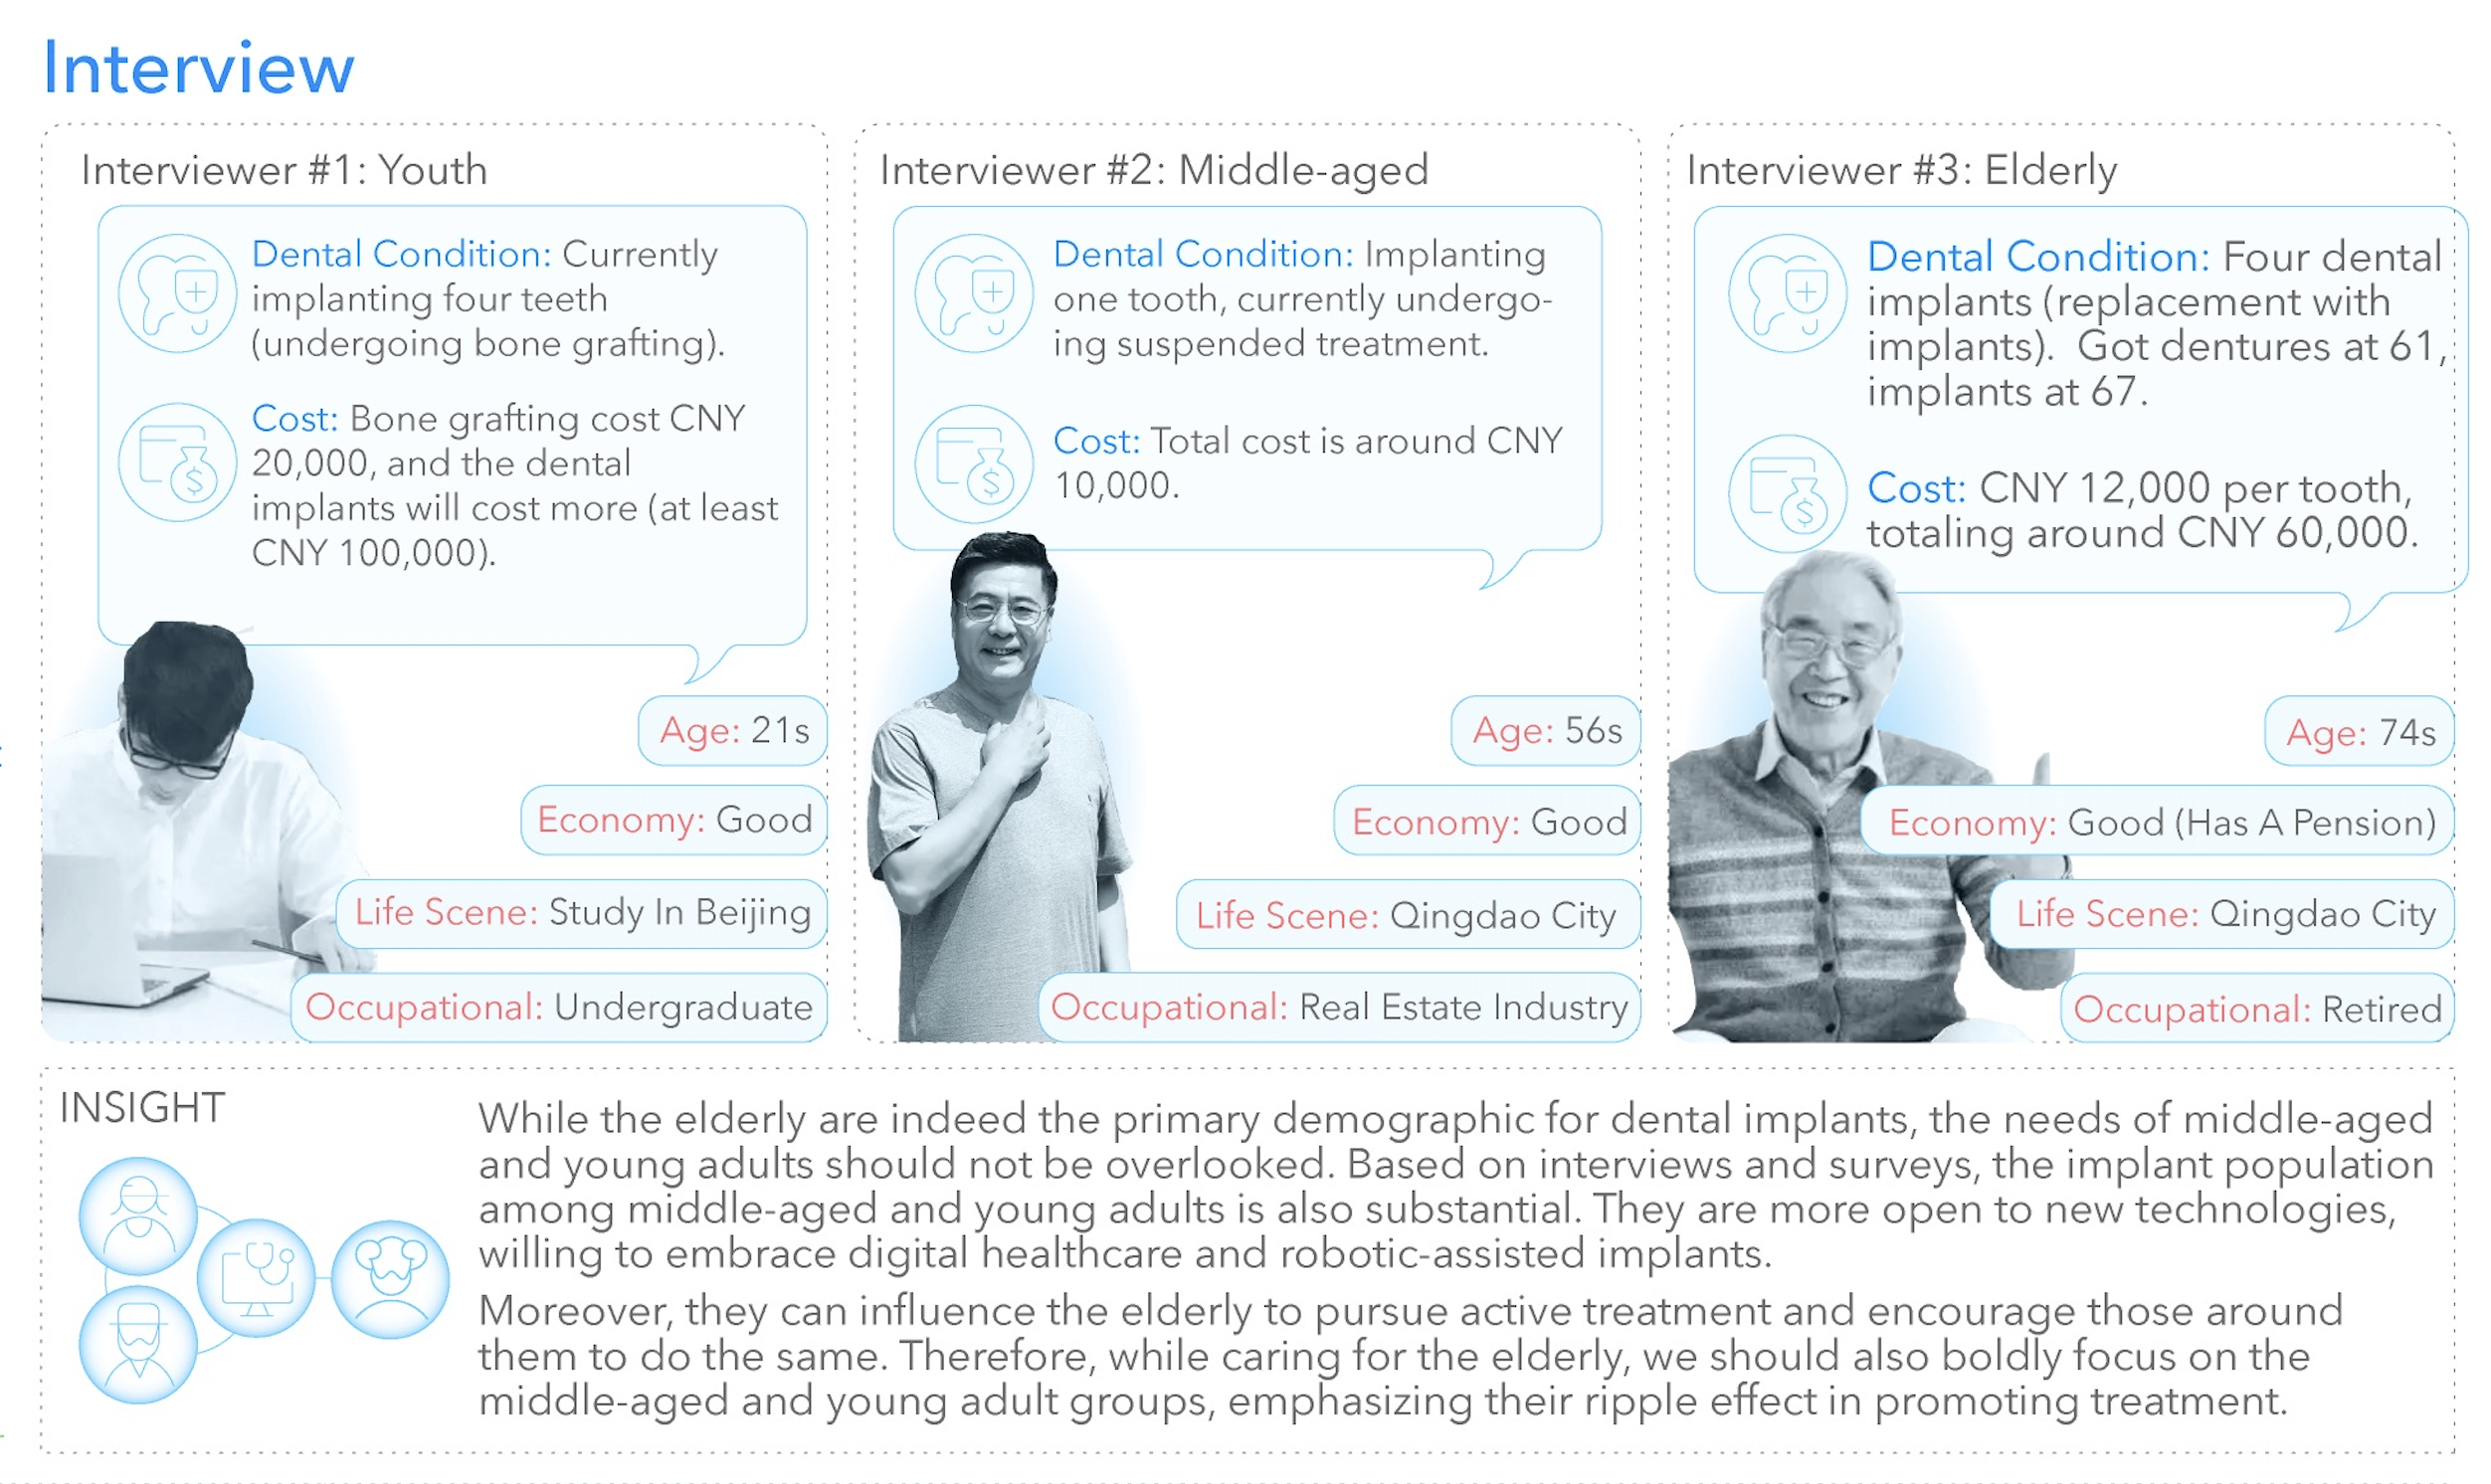 Interview
Interviewer #1: Youth
Dental Condition: Currently
implanting four teeth
(undergoing bone grafting).
Cost: Bone grafting cost CNY
20,000, and the dental
implants will cost more (at least
CNY 100,000).
Age: 21s
Economy: Good
Life Scene: Study In Beijing
Occupational: Undergraduate
Interviewer #2: Middle-aged
Dental Condition: Implanting
one tooth, currently undergo-
ing suspended treatment.
Cost: Total cost is around CNY
10,000.
Age: 56s
Economy: Good
Life Scene: Qingdao City
Occupational: Real Estate Industry
Interviewer #3: Elderly
Dental Condition: Four dental
implants (replacement with
implants). Got dentures at 61,
implants at 67.
Cost: CNY 12,000 per tooth,
totaling around CNY 60,000.
Age: 74s
Economy: Good (Has A Pension)
Life Scene: Qingdao City
Occupational: Retired
INSIGHT
While the elderly are indeed the primary demographic for dental implants, the needs of middle-aged
and young adults should not be overlooked. Based on interviews and surveys, the implant population
among middle-aged and young adults is also substantial. They are more open to new technologies,
willing to embrace digital healthcare and robotic-assisted implants.
Moreover, they can influence the elderly to pursue active treatment and encourage those around
them to do the same. Therefore, while caring for the elderly, we should also boldly focus on the
middle-aged and young adult groups, emphasizing their ripple effect in promoting treatment.